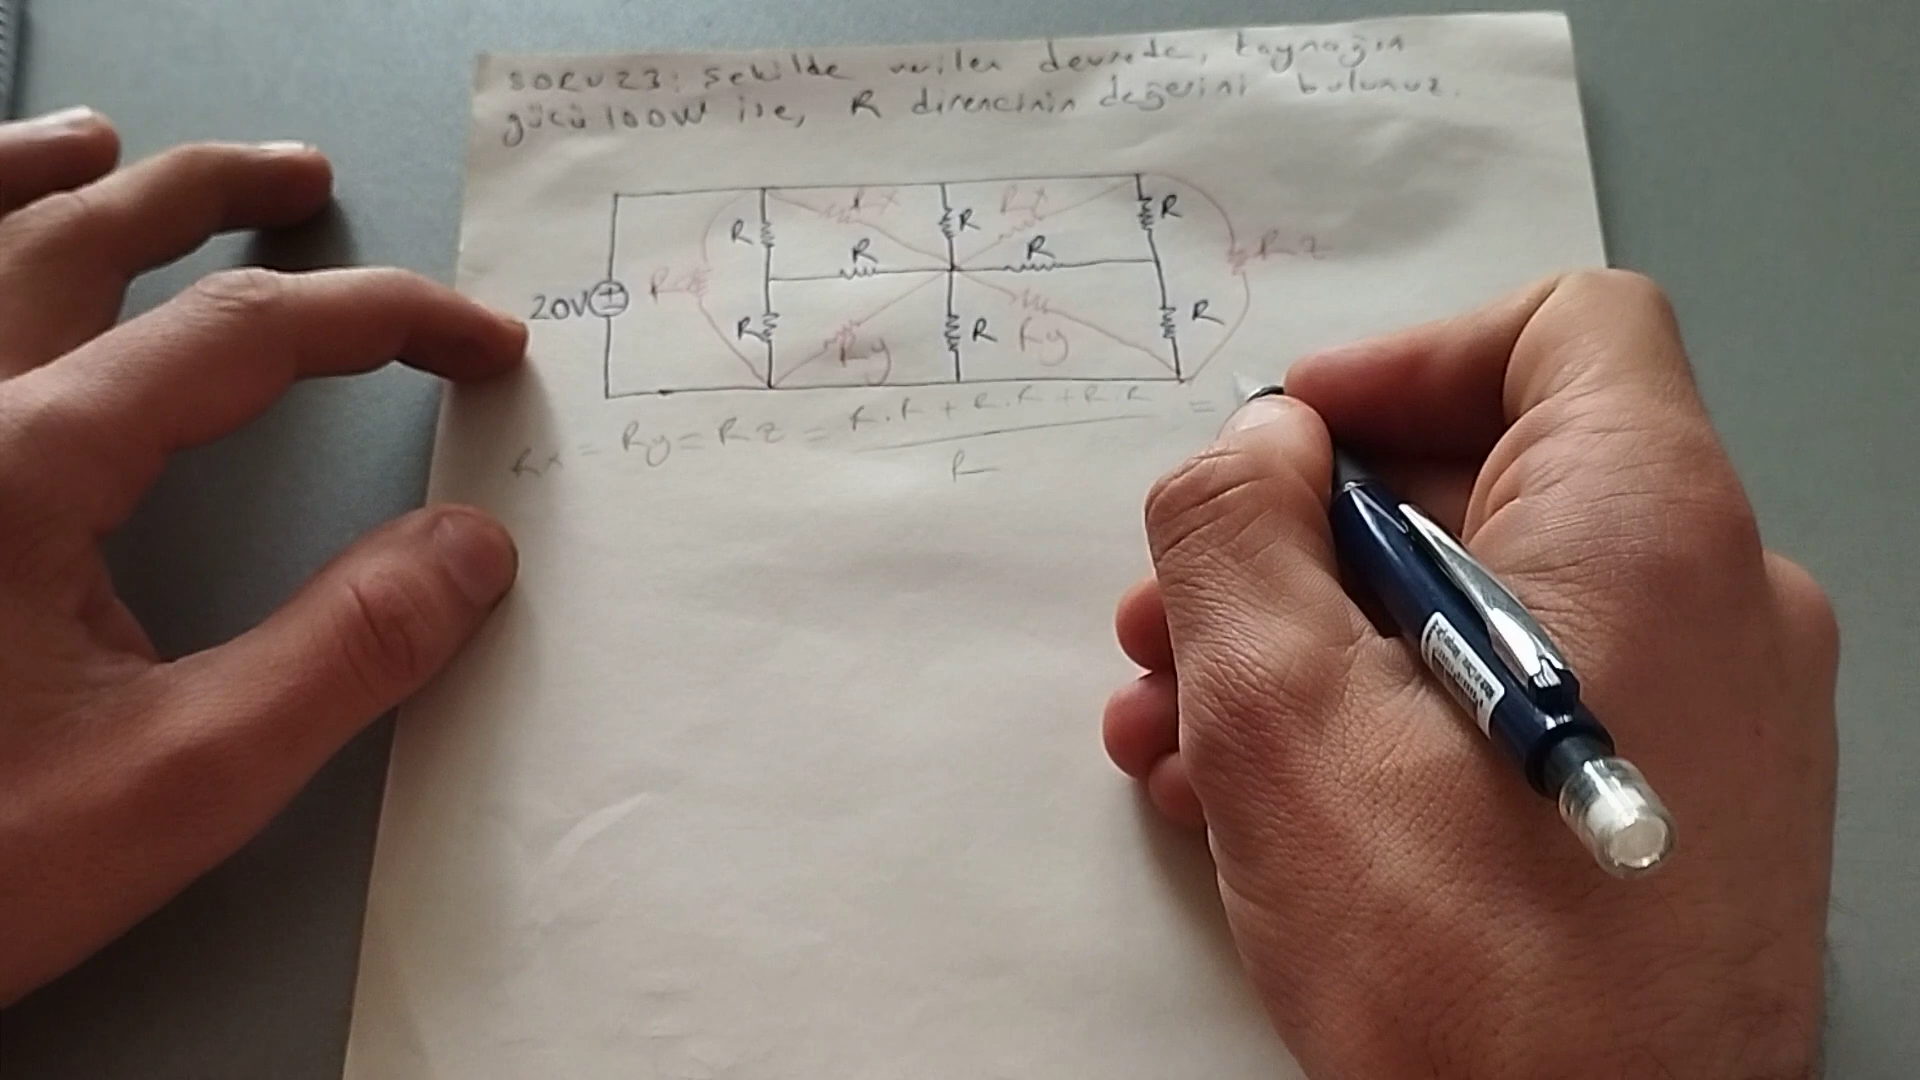 SORU 23: Şekilde verilen devrede, kaynağın
gücü 100W ise, R direncinin değerini bulunuz.
Rx Rt R
R R
R R Rz
20V Rz
R R R
Ry Ry
Rx = Ry = Rz = R.R + R.R + R.R =
R